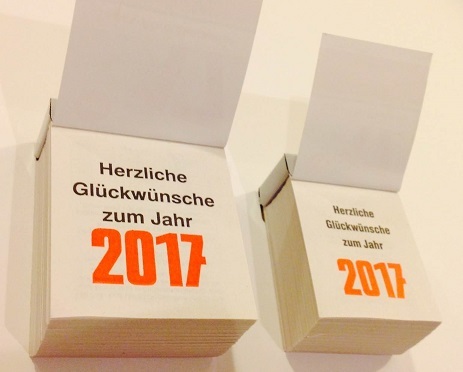 Herzliche
Glückwünsche
zum Jahr
2017
Herzliche
Glückwünsche
zum Jahr
2017